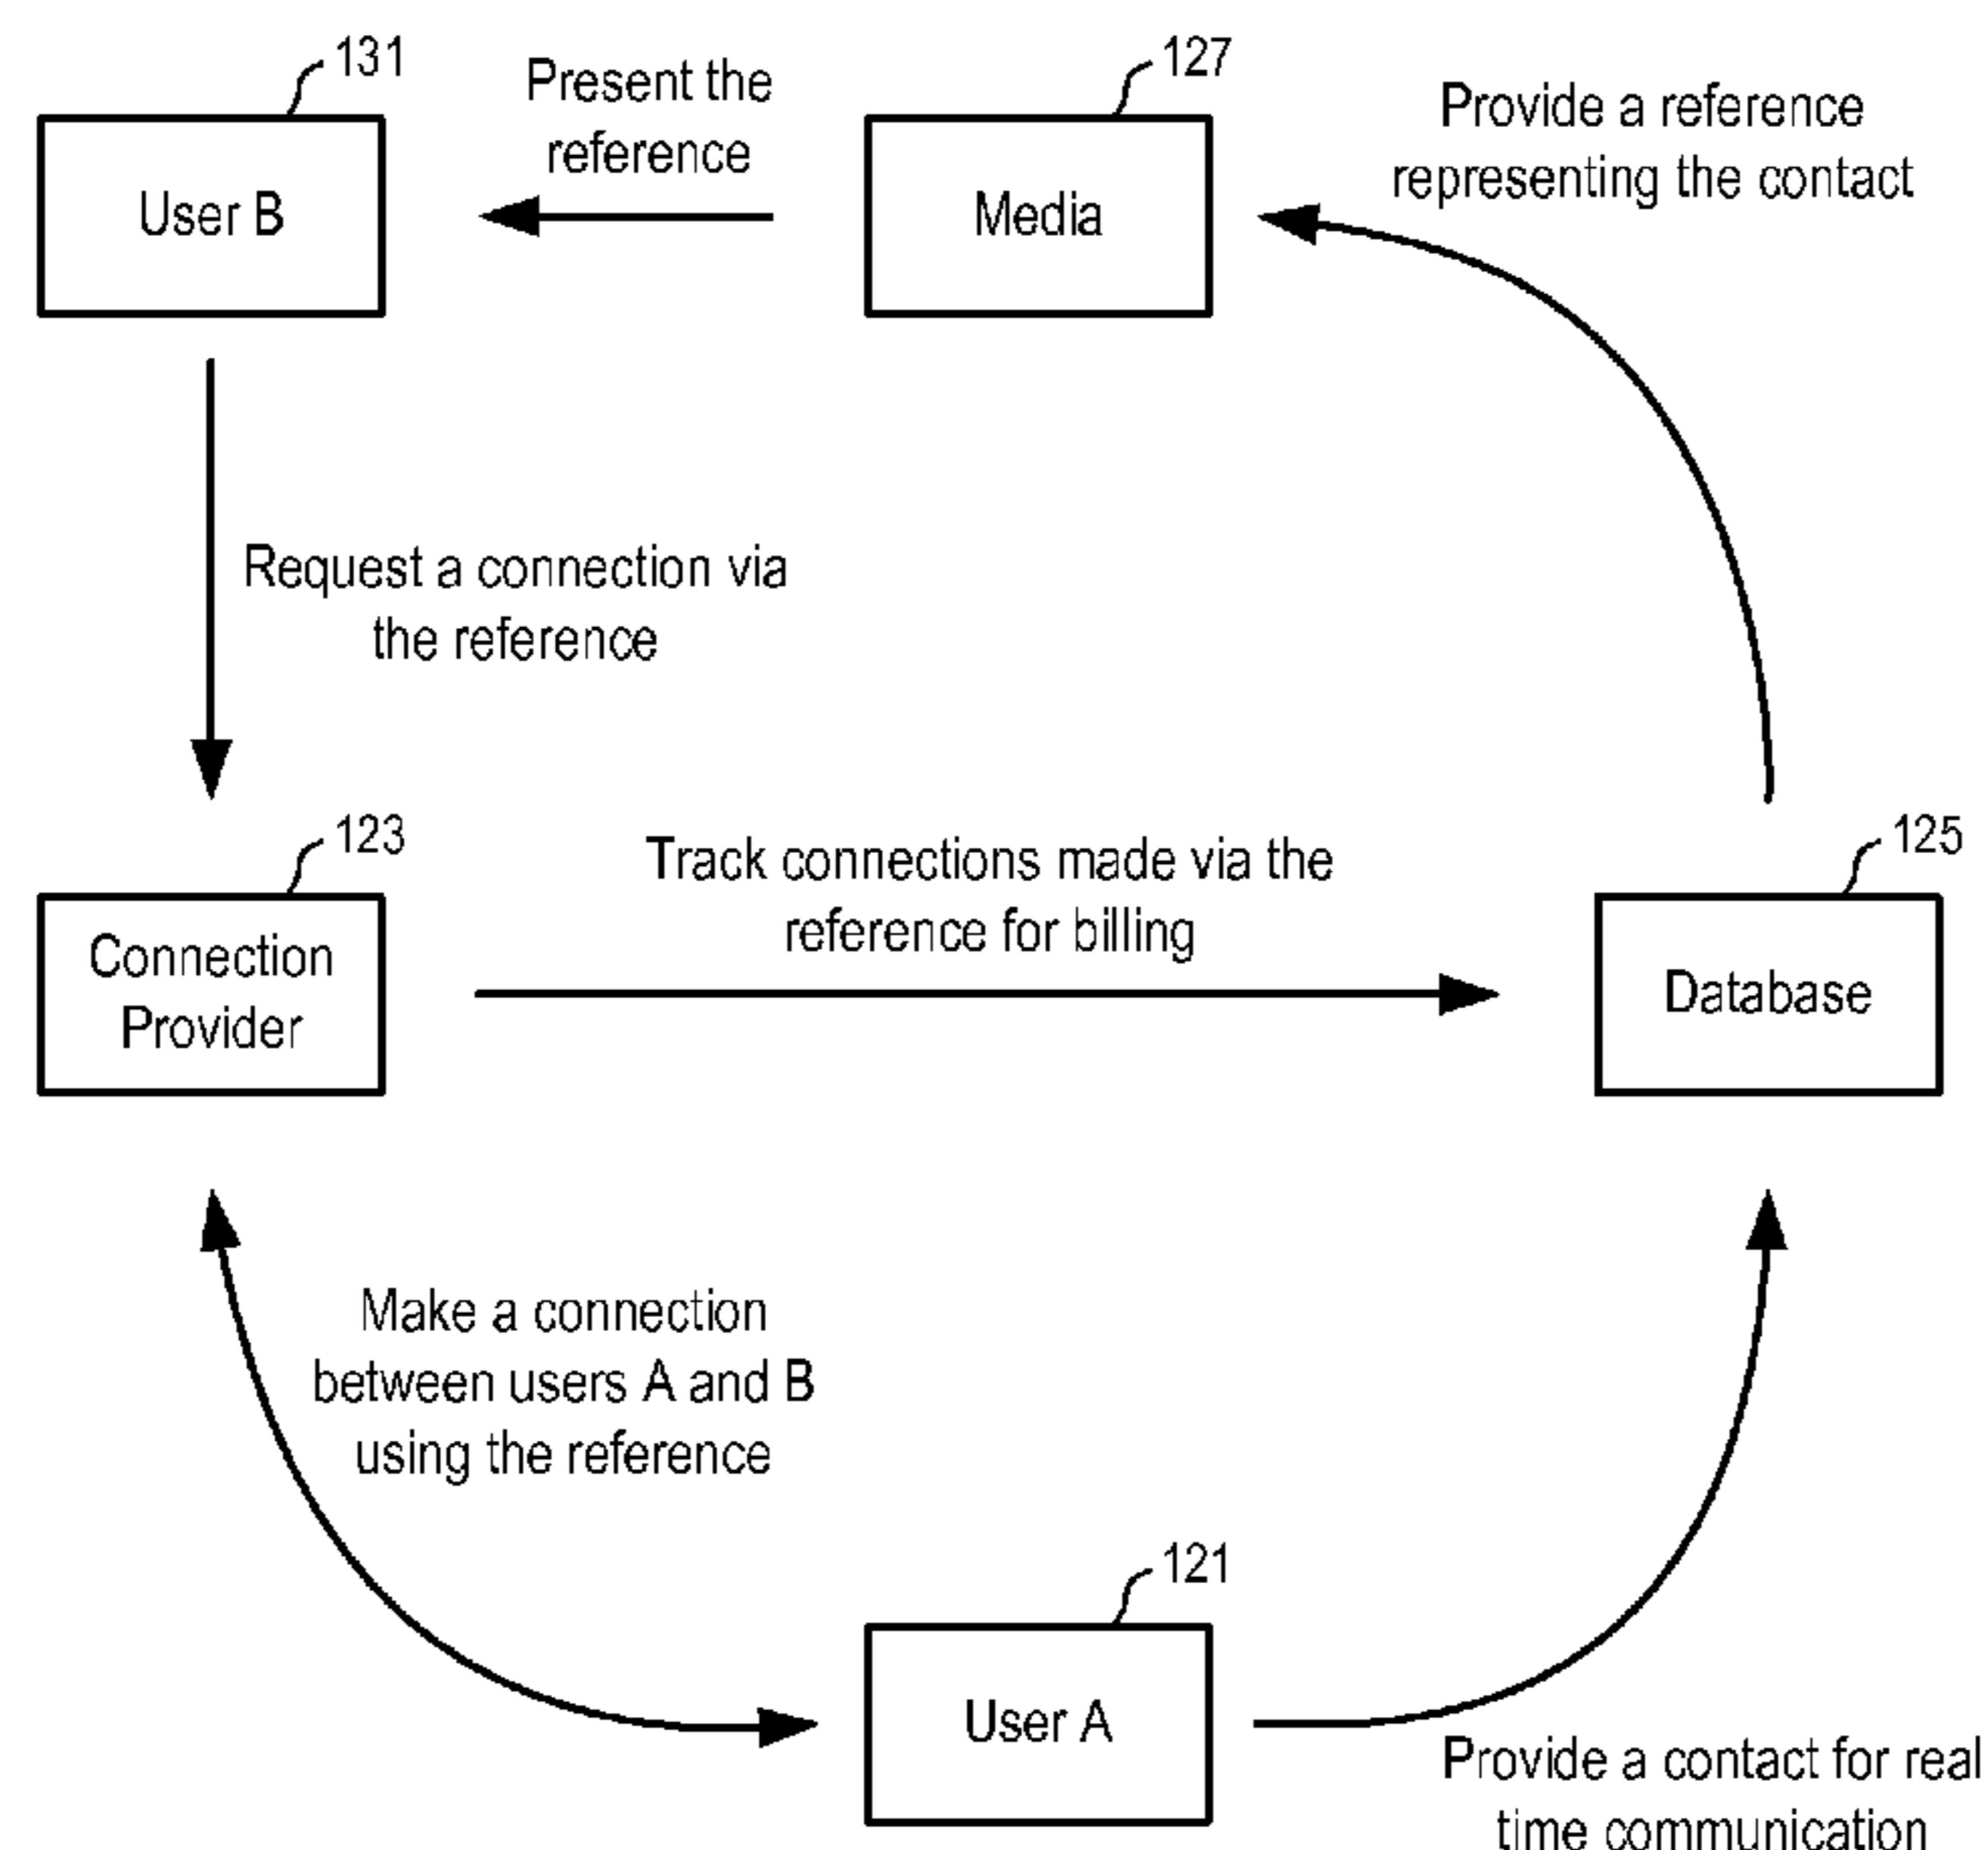 131
Present the
reference
127
Provide a reference
representing the contact
User B
Media
Request a connection via
the reference
123
Track connections made via the
reference for billing
125
Connection
Provider
Database
Make a connection
between users A and B
using the reference
121
User A
Provide a contact for real
time communication